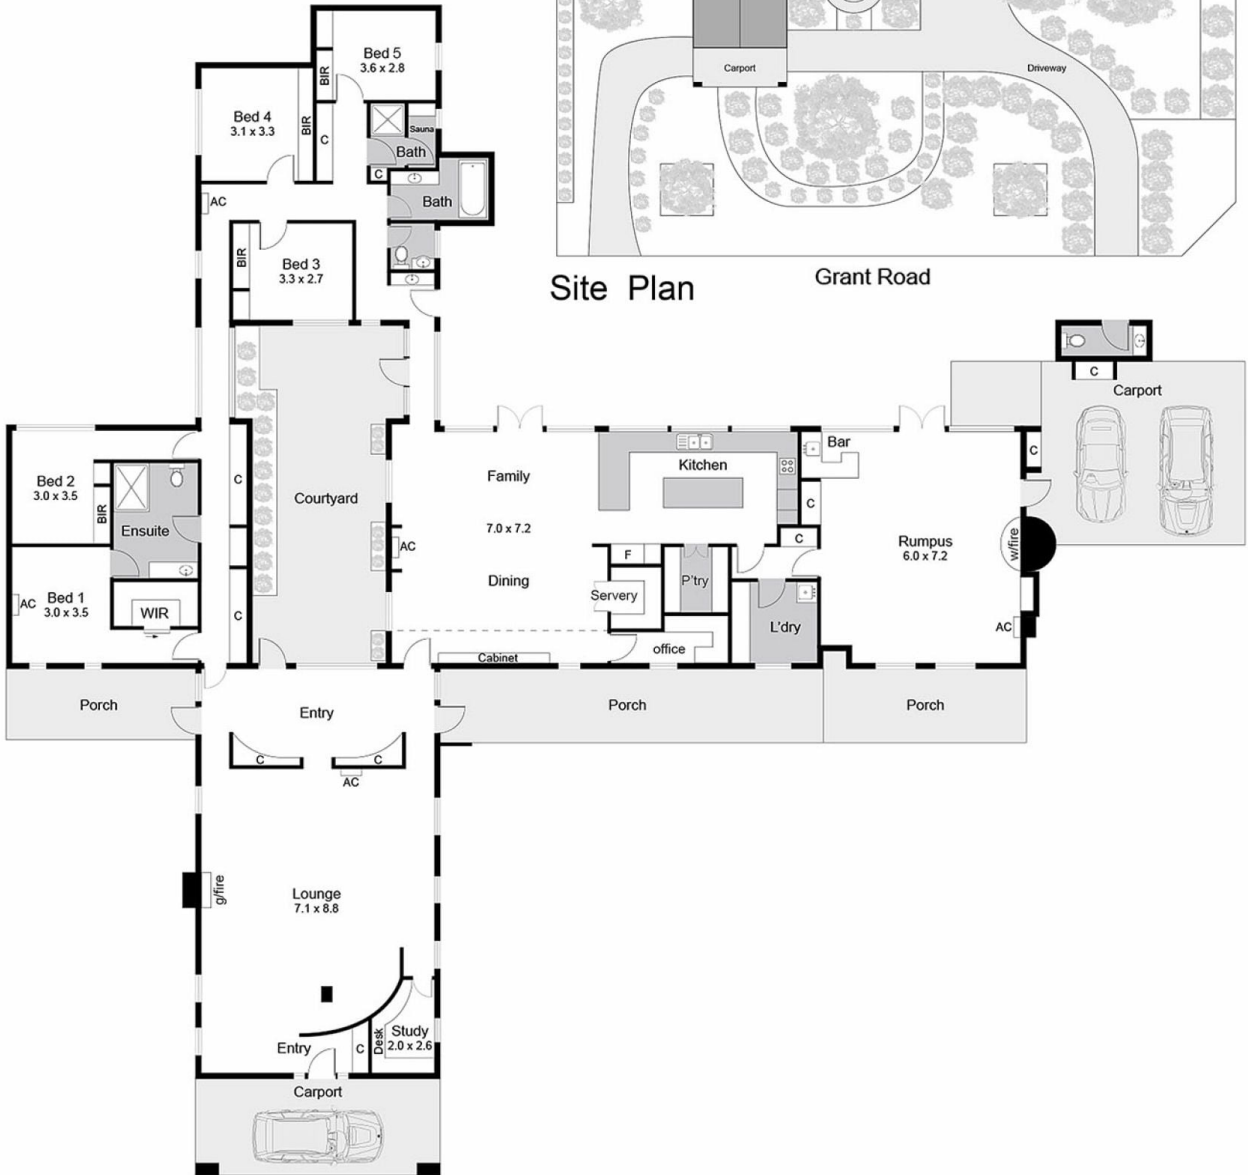 Bed 5
3.6 x 2.8
BIR
Carport
Driveway
Bed 4
3.1 x 3.3
BIR
C
Sauna
Bath
C
AC
Bath
BIR
Bed 3
3.3 x 2.7
Site Plan
Grant Road
C
Carport
Bed 2
3.0 x 3.5
BIR
Ensuite
C
Courtyard
Family
7.0 x 7.2
Dining
AC
Kitchen
Bar
C
C
C
Rumpus
6.0 x 7.2
w/fire
F
P'try
Servery
AC
Bed 1
3.0 x 3.5
WIR
C
L'dry
AC
office
Cabinet
Porch
Entry
Porch
Porch
C
C
AC
g/fire
Lounge
7.1 x 8.8
Entry
C
Desk
Study
2.0 x 2.6
Carport